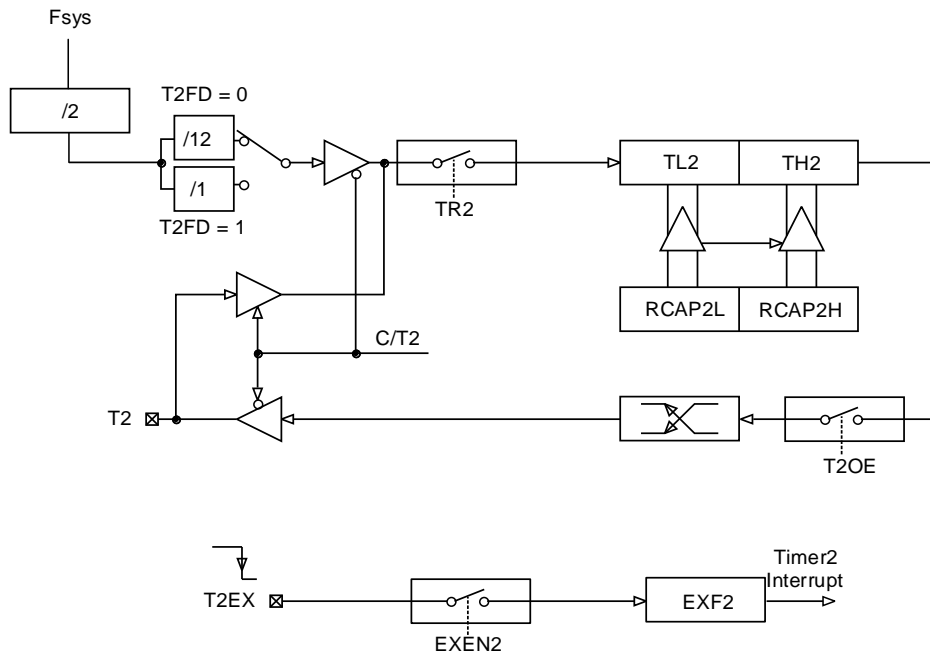 Fsys
/2
T2FD = 0
/12
/1
T2FD = 1
TR2
TL2
TH2
RCAP2L
RCAP2H
C/T2
T2
T2OE
T2EX
EXEN2
EXF2
Timer2
Interrupt